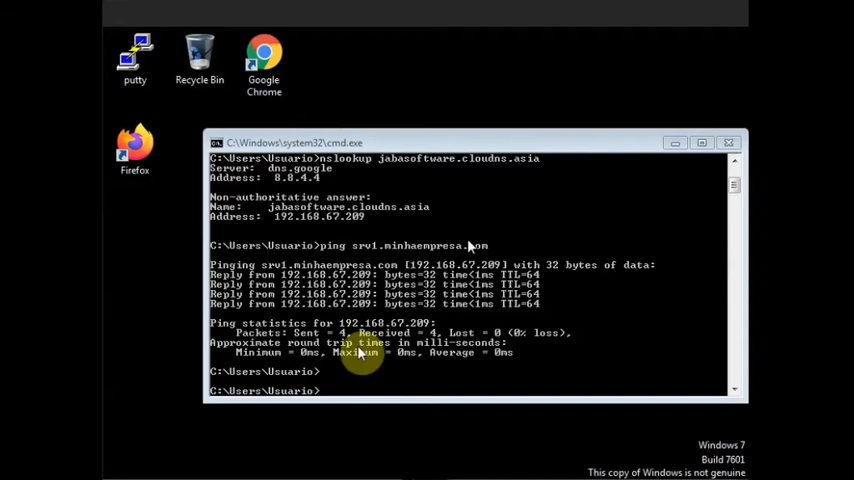 putty
Recycle Bin
Google
Chrome
Firefox
C:\Windows\system32\cmd.exe
C:\Users\Usuario>nslookup jabasoftware.cloudns.asia
Server:  dns.google
Address:  8.8.4.4
Non-authoritative answer:
Name:    jabasoftware.cloudns.asia
Address:  192.168.67.209
C:\Users\Usuario>ping srv1.minhaempresa.com
Pinging srv1.minhaempresa.com [192.168.67.209] with 32 bytes of data:
Reply from 192.168.67.209: bytes=32 time<1ms TTL=64
Reply from 192.168.67.209: bytes=32 time<1ms TTL=64
Reply from 192.168.67.209: bytes=32 time<1ms TTL=64
Reply from 192.168.67.209: bytes=32 time<1ms TTL=64
Ping statistics for 192.168.67.209:
Packets: Sent = 4, Received = 4, Lost = 0 (0% loss),
Approximate round trip times in milli-seconds:
Minimum = 0ms, Maximum = 0ms, Average = 0ms
C:\Users\Usuario>
C:\Users\Usuario>
Windows 7
Build 7601
This copy of Windows is not genuine